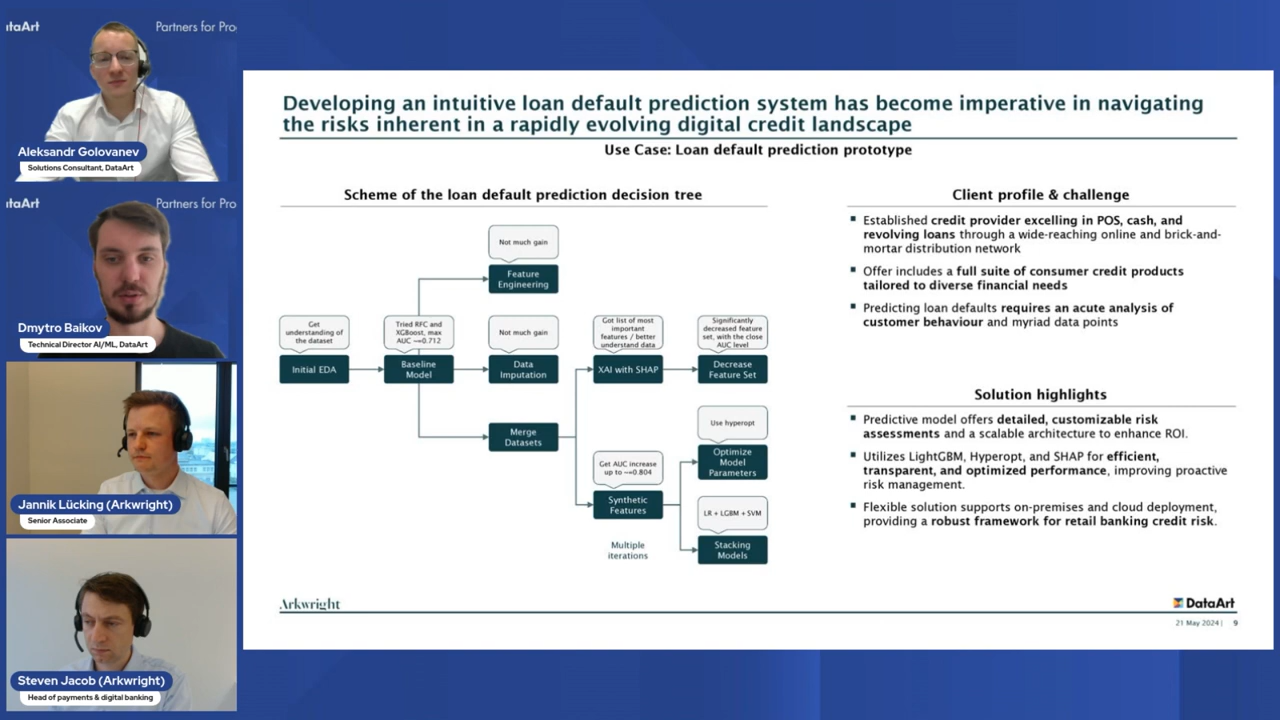 itaArt
Partners for Pro
Aleksandr Golovanev
Solutions Consultant, DataArt
itaArt
Partners for Pro
Dmytro Baikov
Technical Director AI/ML, DataArt
Jannik Lücking (Arkwright)
Senior Associate
Steven Jacob (Arkwright)
Head of payments & digital banking
Developing an intuitive loan default prediction system has become imperative in navigating
the risks inherent in a rapidly evolving digital credit landscape
Use Case: Loan default prediction prototype
Scheme of the loan default prediction decision tree
Not much gain
Feature
Engineering
Get
understanding of
the dataset
Initial EDA
Tried RFC and
XGBoost, max
AUC ~=0.712
Baseline
Model
Not much gain
Data
Imputation
Got list of most
important
features / better
understand data
XAI with SHAP
Significantly
decreased feature
set, with the close
AUC level
Decrease
Feature Set
Merge
Datasets
Use hyperopt
Optimize
Model
Parameters
Get AUC increase
up to ~=0.804
Synthetic
Features
LR + LGBM + SVM
Stacking
Models
Multiple
iterations
Client profile & challenge
▪ Established credit provider excelling in POS, cash, and
revolving loans through a wide-reaching online and brick-and-
mortar distribution network
▪ Offer includes a full suite of consumer credit products
tailored to diverse financial needs
▪ Predicting loan defaults requires an acute analysis of
customer behaviour and myriad data points
Solution highlights
▪ Predictive model offers detailed, customizable risk
assessments and a scalable architecture to enhance ROI.
▪ Utilizes LightGBM, Hyperopt, and SHAP for efficient,
transparent, and optimized performance, improving proactive
risk management.
▪ Flexible solution supports on-premises and cloud deployment,
providing a robust framework for retail banking credit risk.
Arkwright
DataArt
21 May 2024 | 9